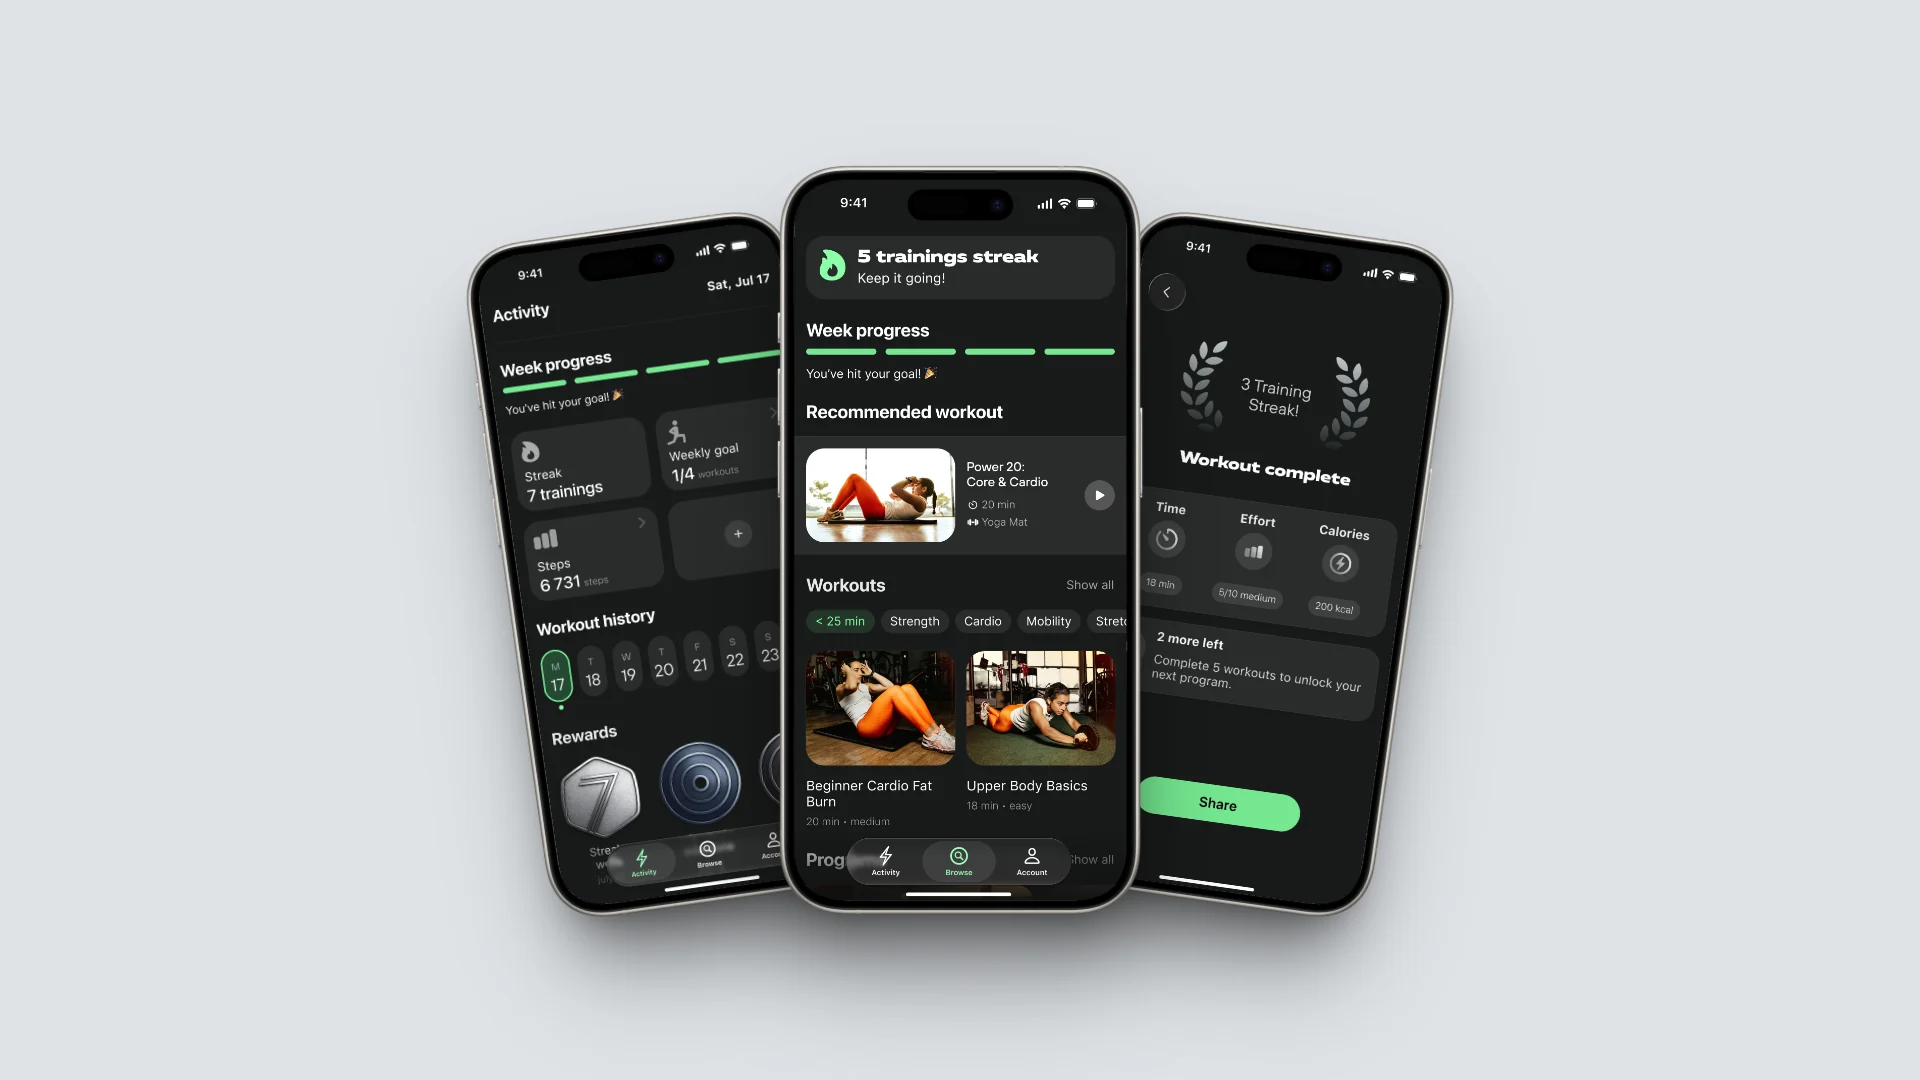 9:41
Sat, Jul 17
Activity
Week progress
You've hit your goal! 🎉
Streak
7 trainings
Weekly goal
1/4 workouts
Steps
6 731 steps
+
Workout history
M T W T F S S
17 18 19 20 21 22 23
Rewards
7
Activity
Browse
9:41
5 trainings streak
Keep it going!
Week progress
You've hit your goal! 🎉
Recommended workout
Power 20:
Core & Cardio
20 min
Yoga Mat
Workouts
Show all
< 25 min
Strength
Cardio
Mobility
Beginner Cardio Fat
Burn
20 min • medium
Upper Body Basics
18 min • easy
Show all
Activity
Browse
Account
9:41
3 Training
Streak!
Workout complete
Time
Effort
Calories
18 min
5/10 medium
200 kcal
2 more left
Complete 5 workouts to unlock your
next program.
Share